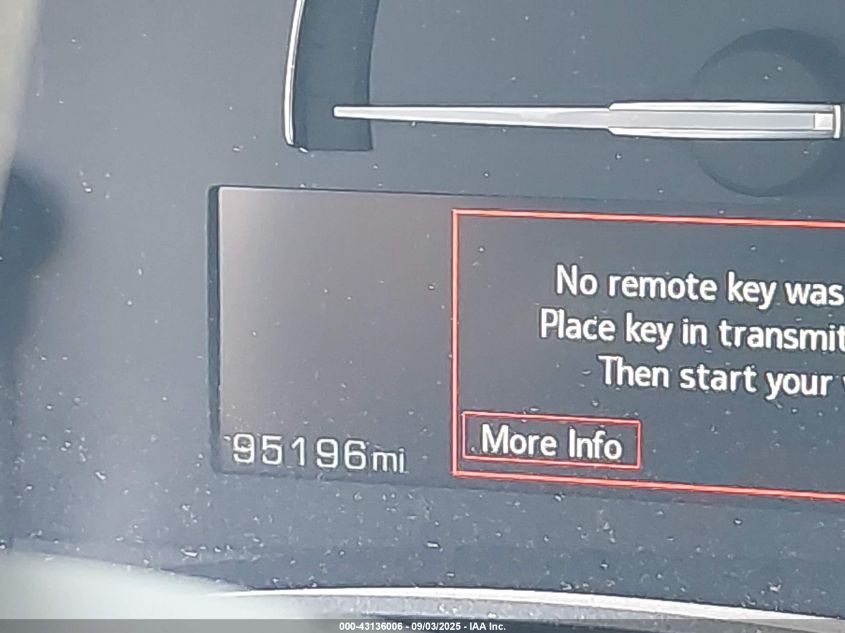 No remote key was
Place key in transmit
Then start your
More Info
95196mi
000-43136006 - 09/03/2025 - IAA Inc.